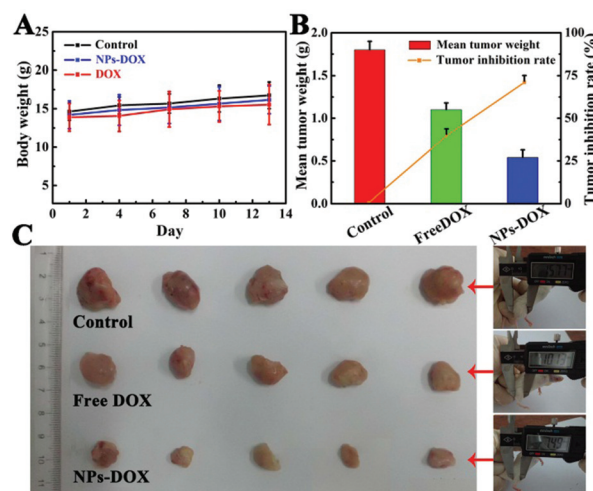 A
Control
NPs-DOX
DOX
Body weight (g)
25
20
15
10
5
0 2 4 6 8 10 12 14
Day
B
Mean tumor weight
Tumor inhibition rate
Mean tumor weight (g)
2.0
1.5
1.0
0.5
0.0
Tumor inhibition rate (%)
100
75
50
25
0
Control
FreeDOX
NPs-DOX
C
Control
Free DOX
NPs-DOX